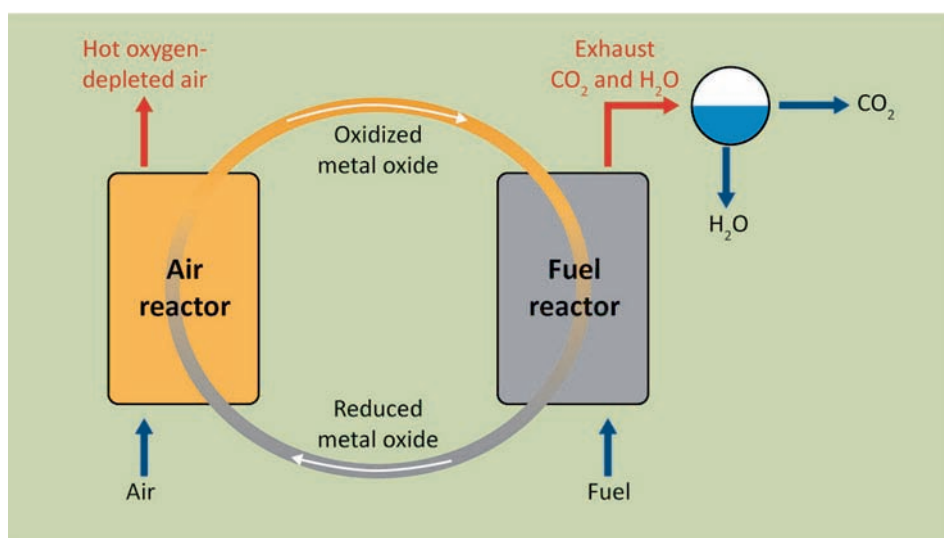 Hot oxygen-
depleted air
Exhaust
CO₂ and H₂O
CO₂
Oxidized
metal oxide
H₂O
Air
reactor
Fuel
reactor
Reduced
metal oxide
Air
Fuel